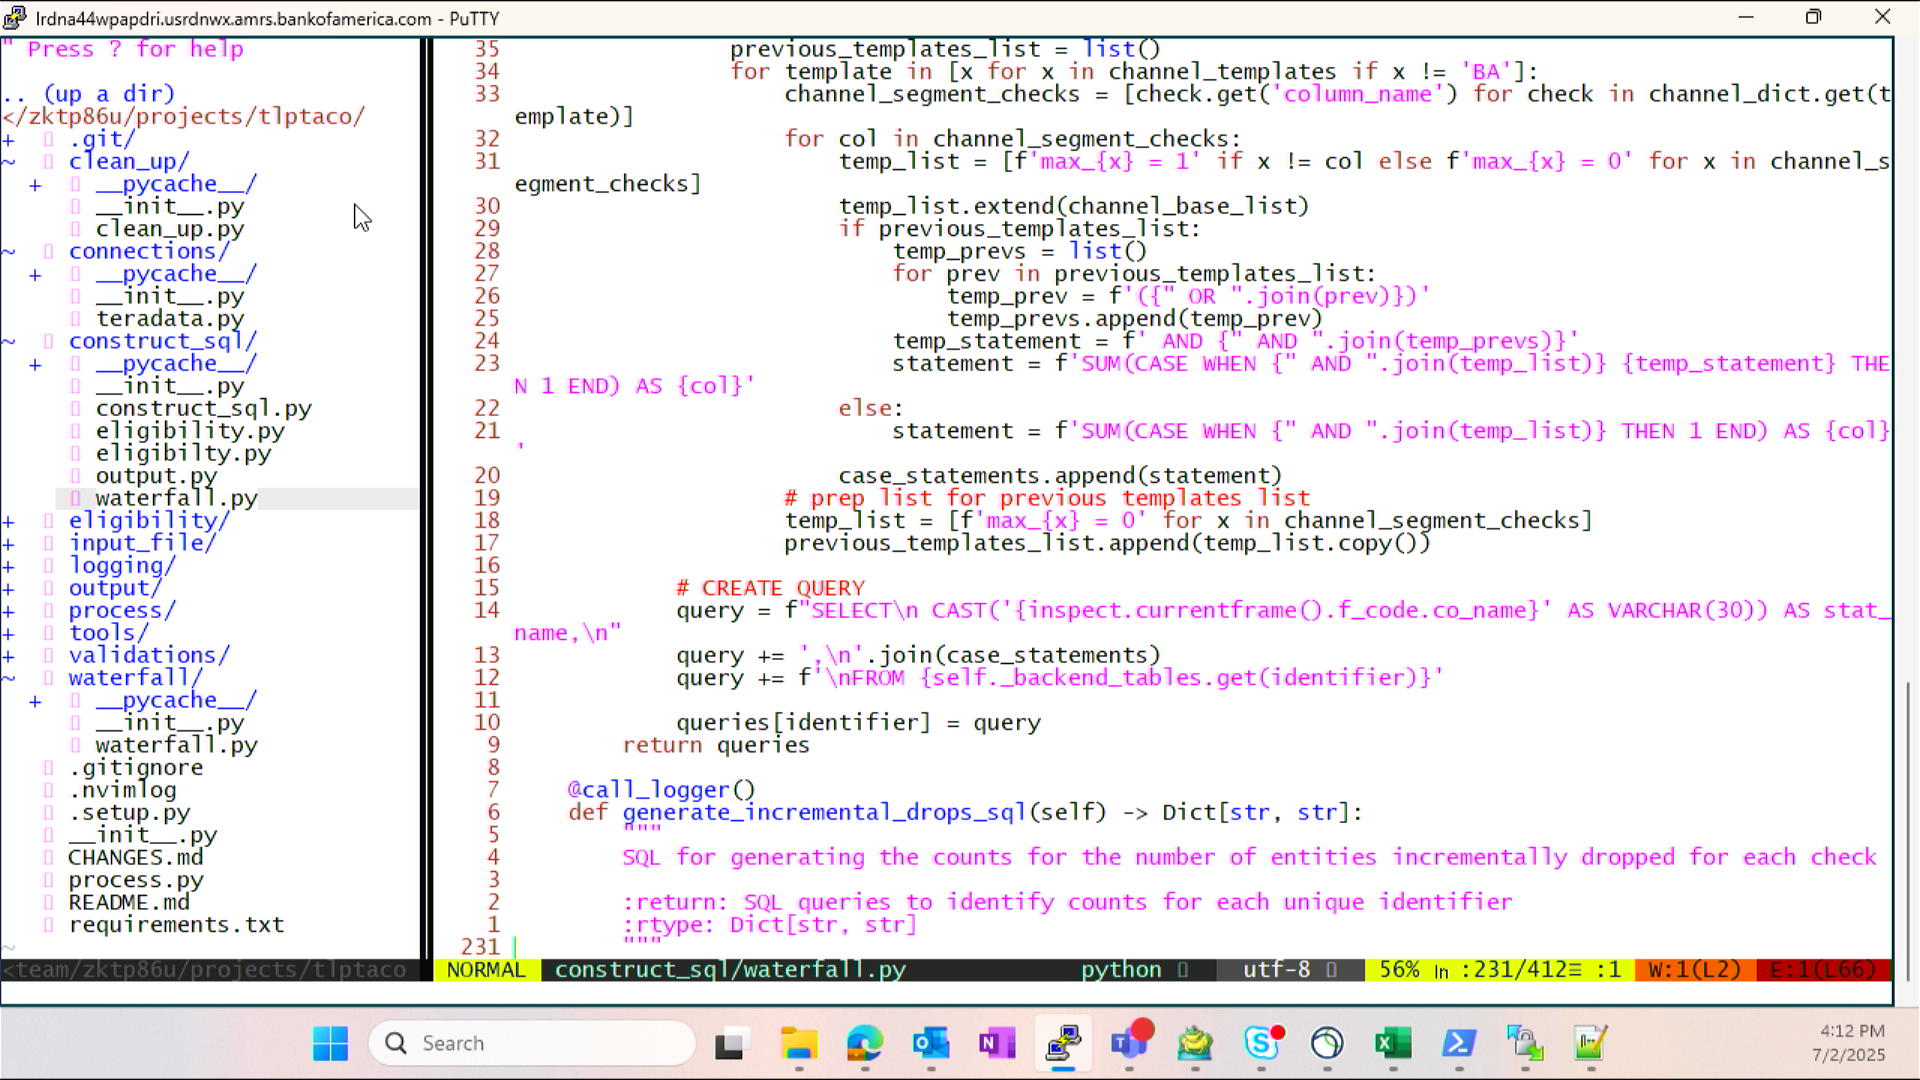 lrdna44wpapdri.usrdnwx.amrs.bankofamerica.com - PuTTY
" Press ? for help
.. (up a dir)
</zktp86u/projects/tlptaco/
+ .git/
~ clean_up/
+ __pycache__/
__init__.py
clean_up.py
~ connections/
+ __pycache__/
__init__.py
teradata.py
~ construct_sql/
+ __pycache__/
__init__.py
construct_sql.py
eligibility.py
eligibilty.py
output.py
waterfall.py
+ eligibility/
+ input_file/
+ logging/
+ output/
+ process/
+ tools/
+ validations/
~ waterfall/
+ __pycache__/
__init__.py
waterfall.py
.gitignore
.nvimlog
.setup.py
__init__.py
CHANGES.md
process.py
README.md
requirements.txt
~
<team/zktp86u/projects/tlptaco
35 previous_templates_list = list()
34 for template in [x for x in channel_templates if x != 'BA']:
33 channel_segment_checks = [check.get('column_name') for check in channel_dict.get(t
emplate)]
32 for col in channel_segment_checks:
31 temp_list = [f'max_{x} = 1' if x != col else f'max_{x} = 0' for x in channel_s
egment_checks]
30 temp_list.extend(channel_base_list)
29 if previous_templates_list:
28 temp_prevs = list()
27 for prev in previous_templates_list:
26 temp_prev = f'({" OR ".join(prev)})'
25 temp_prevs.append(temp_prev)
24 temp_statement = f' AND {" AND ".join(temp_prevs)}'
23 statement = f'SUM(CASE WHEN {" AND ".join(temp_list)} {temp_statement} THE
N 1 END) AS {col}'
22 else:
21 statement = f'SUM(CASE WHEN {" AND ".join(temp_list)} THEN 1 END) AS {col}
'
20 case_statements.append(statement)
19 # prep list for previous templates list
18 temp_list = [f'max_{x} = 0' for x in channel_segment_checks]
17 previous_templates_list.append(temp_list.copy())
16
15 # CREATE QUERY
14 query = f"SELECT\n CAST('{inspect.currentframe().f_code.co_name}' AS VARCHAR(30)) AS stat_
name,\n"
13 query += ',\n'.join(case_statements)
12 query += f'\nFROM {self._backend_tables.get(identifier)}'
11
10 queries[identifier] = query
9 return queries
8
7 @call_logger()
6 def generate_incremental_drops_sql(self) -> Dict[str, str]:
5 """
4 SQL for generating the counts for the number of entities incrementally dropped for each check
3
2 :return: SQL queries to identify counts for each unique identifier
1 :rtype: Dict[str, str]
231 """
NORMAL construct_sql/waterfall.py python utf-8 56% ln :231/412≡ :1 W:1(L2) E:1(L66)
Search
4:12 PM
7/2/2025